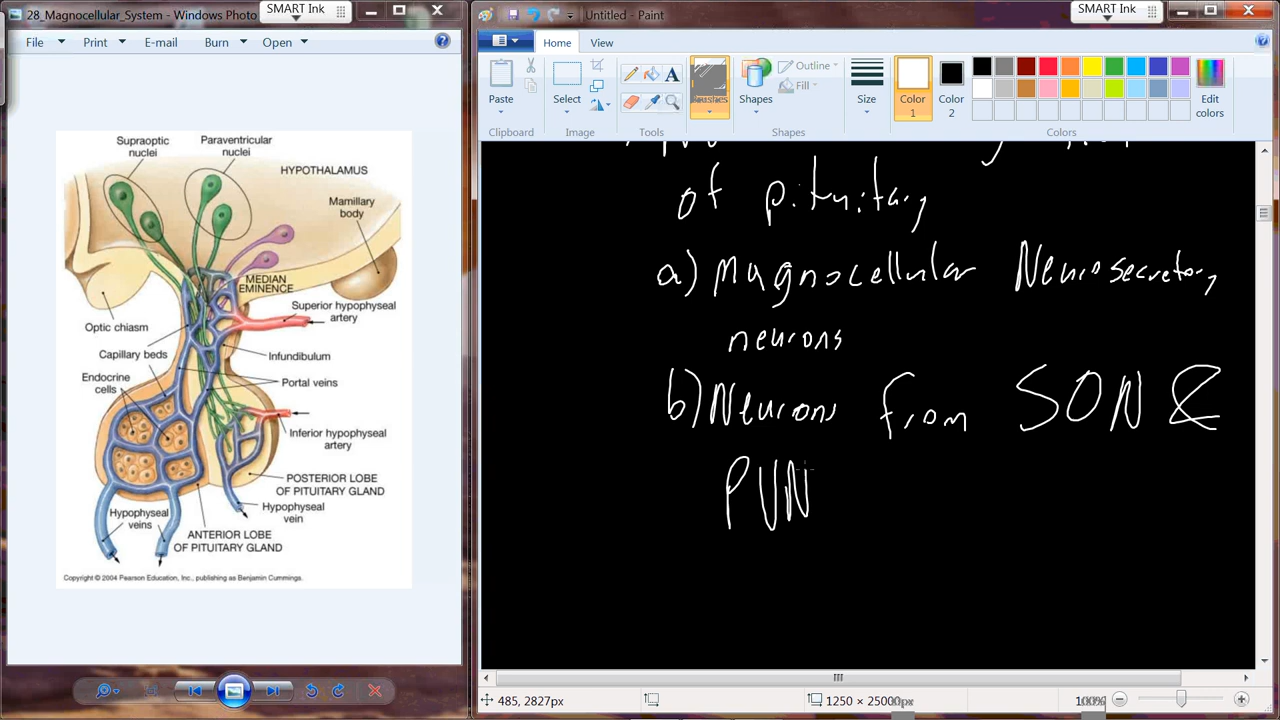 28_Magnocellular_System - Windows Photo
SMART Ink
File Print E-mail Burn Open
Supraoptic
nuclei
Paraventricular
nuclei
HYPOTHALAMUS
Mamillary
body
MEDIAN
EMINENCE
Superior hypophyseal
artery
Optic chiasm
Capillary beds
Infundibulum
Endocrine
cells
Portal veins
Inferior hypophyseal
artery
POSTERIOR LOBE
OF PITUITARY GLAND
Hypophyseal
veins
Hypophyseal
vein
ANTERIOR LOBE
OF PITUITARY GLAND
Copyright © 2004 Pearson Education, Inc., publishing as Benjamin Cummings.
Untitled - Paint
SMART Ink
Home View
Paste
Select
Outline
Fill
Brushes
Shapes
Size
Color
1
Color
2
Edit
colors
Clipboard Image Tools Shapes Colors
of pituitary
a) Magnocellular Neurosecretory
neurons
b) Neurons from SON &
PVN
485, 2827px
1250 × 25000px
100%